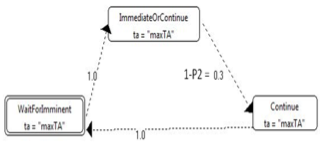 ImmediateOrContinue
ta = "maxTA"
1.0
1-P2 = 0.3
WaitForImminent
ta = "maxTA"
Continue
ta = "maxTA"
1.0